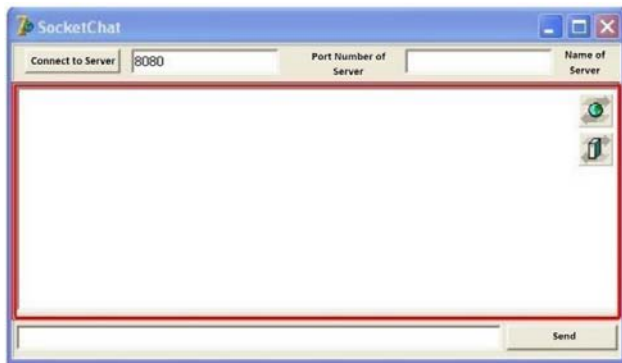 SocketChat
Connect to Server
8080
Port Number of
Server
Name of
Server
Send